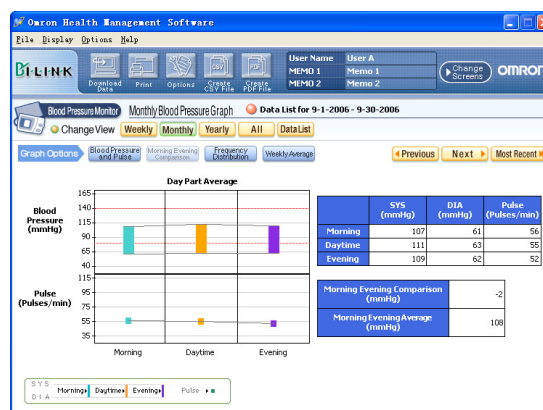 Omron Health Management Software
File Display Options Help
BI-LINK
Download Data
Print
Options
Create CSV File
CSV
Create PDF File
PDF
User Name User A
MEMO 1 Memo 1
MEMO 2 Memo 2
Change Screens
OMRON
Blood Pressure Monitor Monthly Blood Pressure Graph Data List for 9-1-2006 - 9-30-2006
Change View Weekly Monthly Yearly All Data List
Graph Options Blood Pressure and Pulse Morning Evening Comparison Frequency Distribution Weekly Average Previous Next Most Recent
Day Part Average
Blood Pressure (mmHg)
165
140
115
90
65
40
Pulse (Pulses/min)
115
95
75
55
35
Morning Daytime Evening
SYS (mmHg) DIA (mmHg) Pulse (Pulses/min)
Morning 107 61 56
Daytime 111 63 55
Evening 109 62 52
Morning Evening Comparison (mmHg) -2
Morning Evening Average (mmHg) 108
SYS
Morning Daytime Evening Pulse
DIA